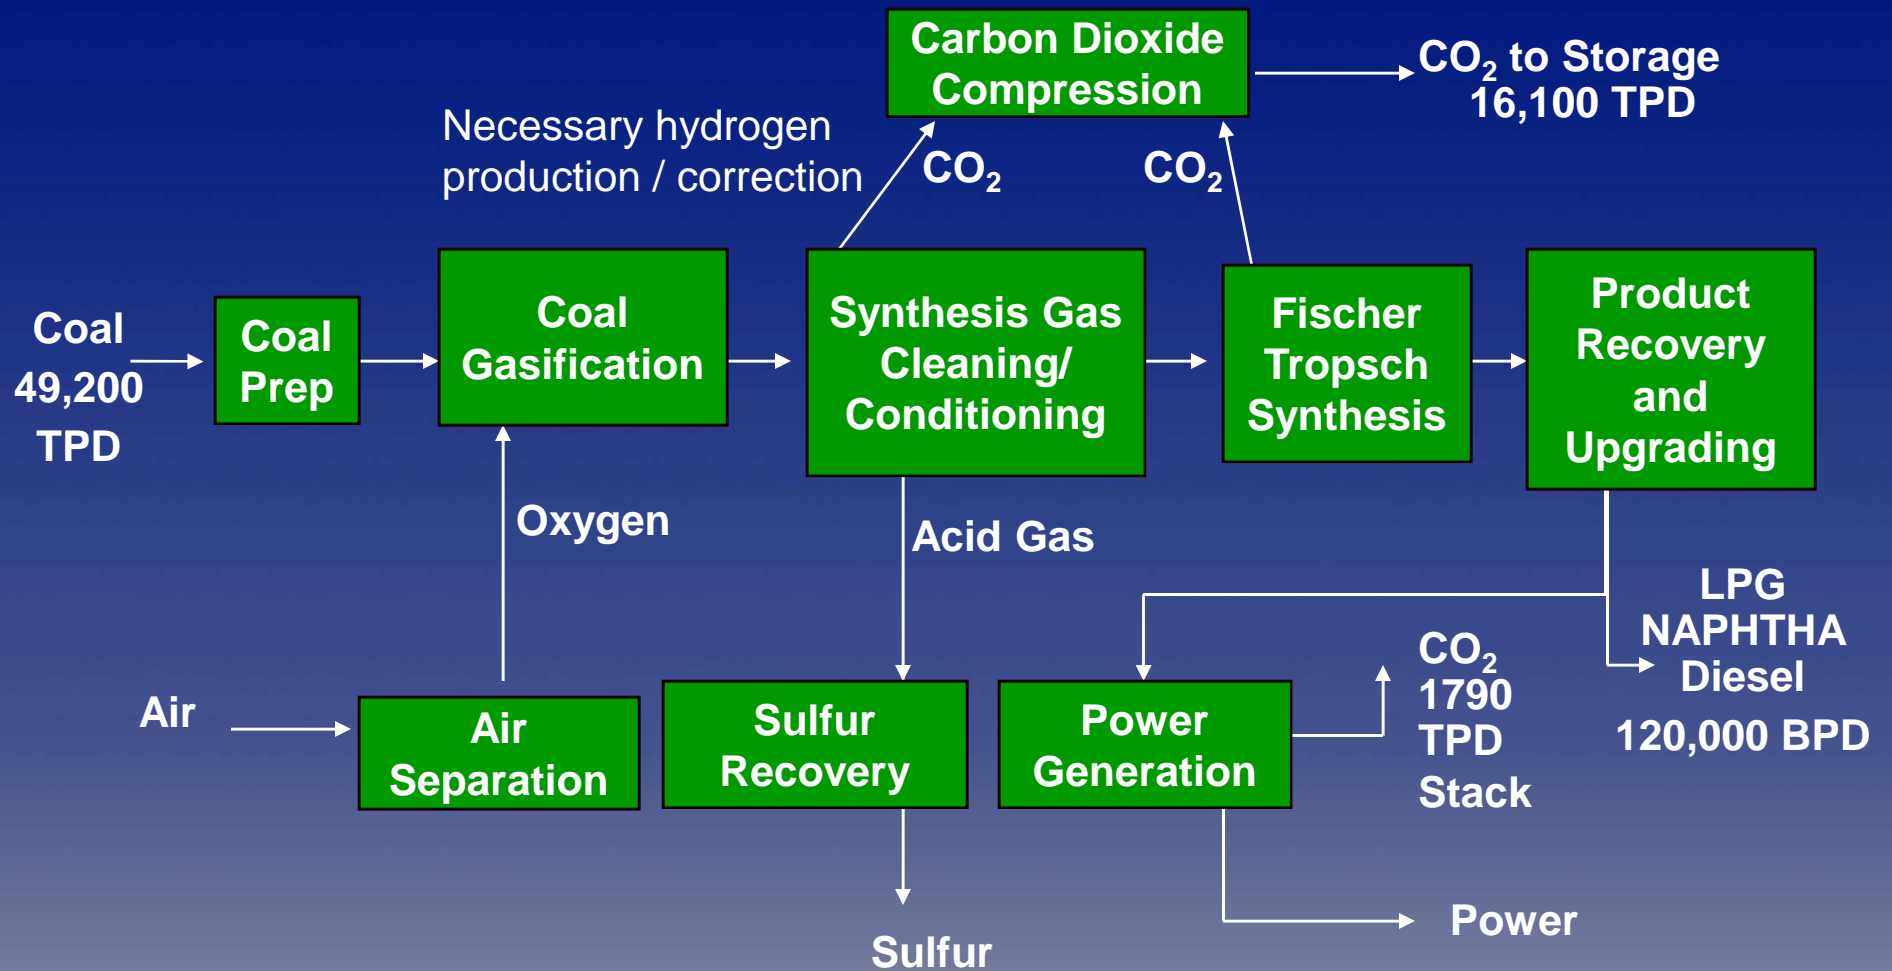 Carbon Dioxide
Compression
CO₂ to Storage
16,100 TPD
Necessary hydrogen
production / correction
CO₂
CO₂
Coal
49,200
TPD
Coal
Prep
Coal
Gasification
Synthesis Gas
Cleaning/
Conditioning
Fischer
Tropsch
Synthesis
Product
Recovery
and
Upgrading
Oxygen
Acid Gas
LPG
NAPHTHA
Diesel
120,000 BPD
Air
Air
Separation
Sulfur
Recovery
Power
Generation
CO₂
1790
TPD
Stack
Sulfur
Power